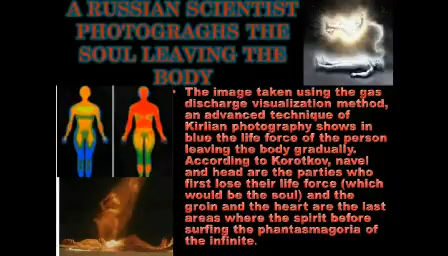 A RUSSIAN SCIENTIST
PHOTOGRAGHS THE
SOUL LEAVING THE
BODY
• The image taken using the gas
discharge visualization method,
an advanced technique of
Kirlian photography shows in
blue the life force of the person
leaving the body gradually.
According to Korotkov, navel
and head are the parties who
first lose their life force (which
would be the soul) and the
groin and the heart are the last
areas where the spirit before
surfing the phantasmagoria of
the infinite.